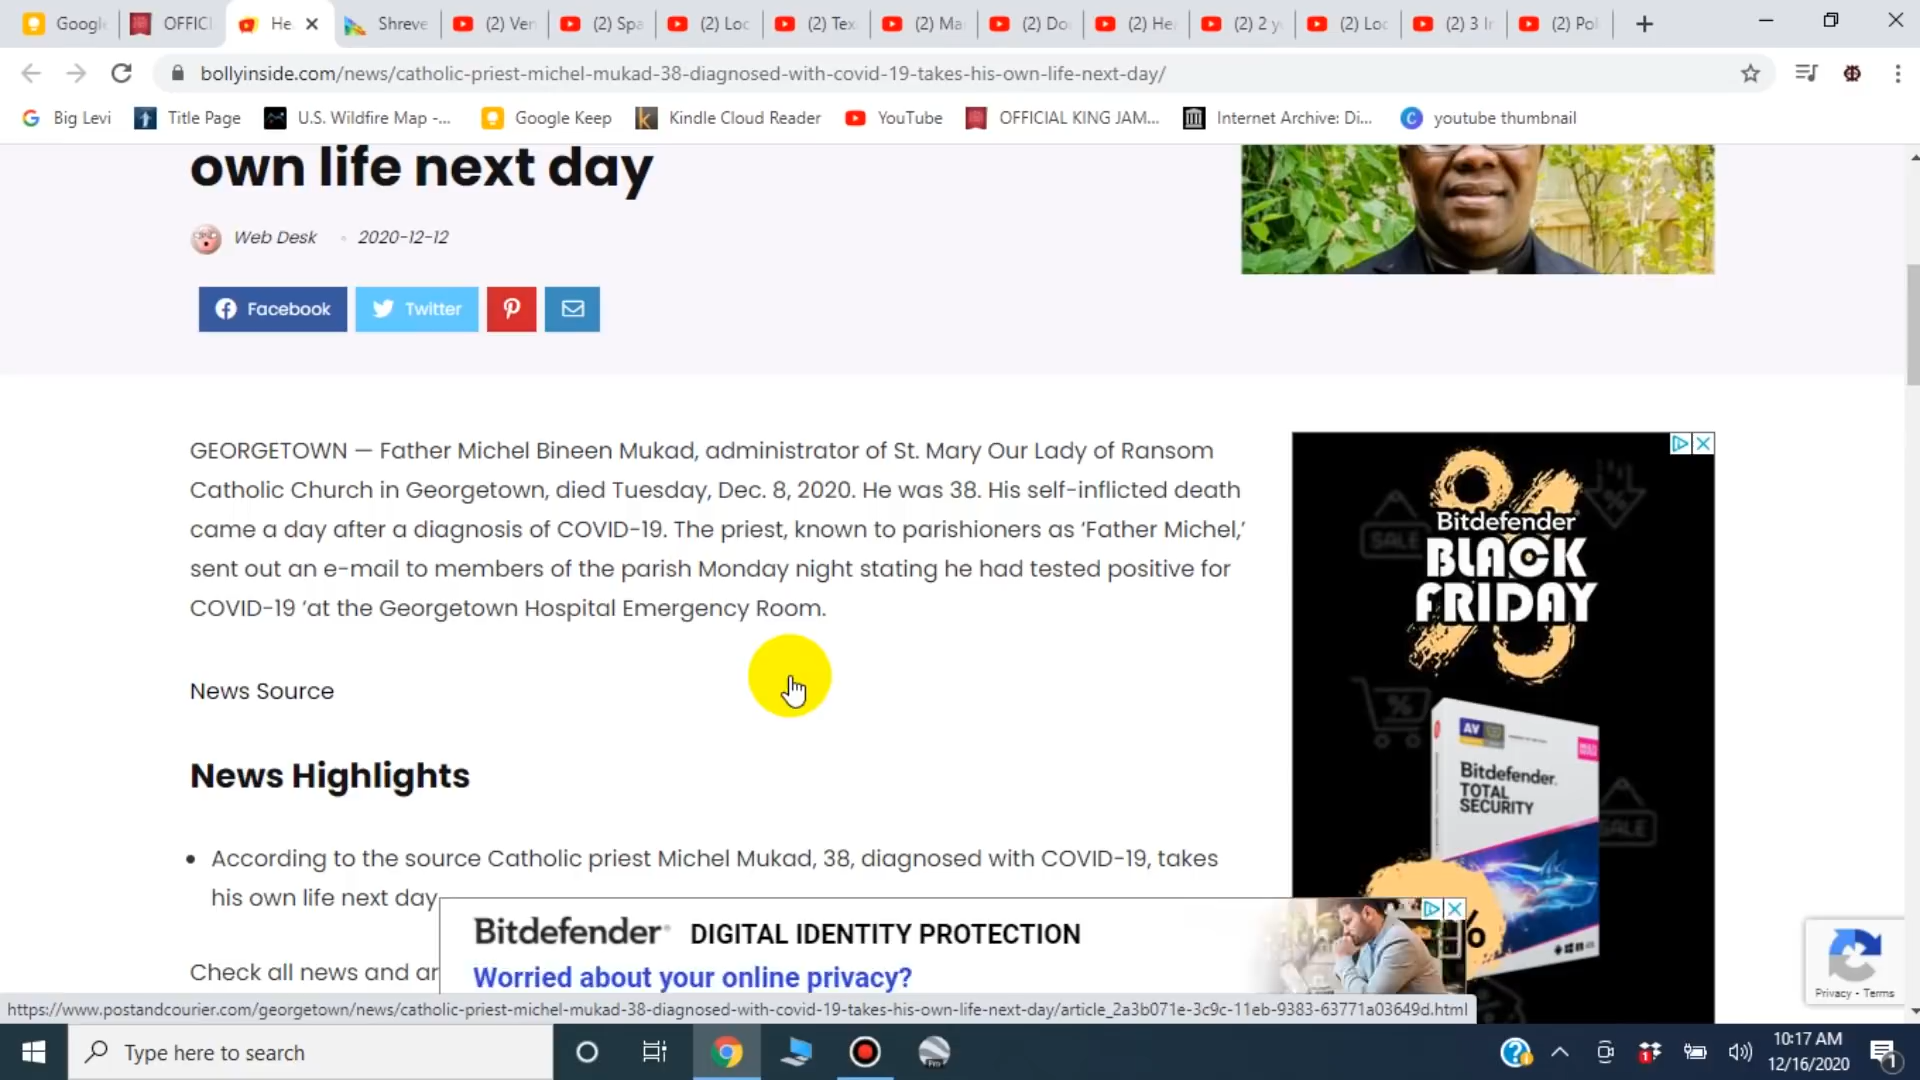 Google
OFFICI
He
Shreve
(2) Ver
(2) Spa
(2) Loc
(2) Tex
(2) Ma
(2) Do
(2) He
(2) 2 y
(2) Loc
(2) 3 Ir
(2) Pol
bollyinside.com/news/catholic-priest-michel-mukad-38-diagnosed-with-covid-19-takes-his-own-life-next-day/
Big Levi
Title Page
U.S. Wildfire Map -...
Google Keep
Kindle Cloud Reader
YouTube
OFFICIAL KING JAM...
Internet Archive: Di...
youtube thumbnail
own life next day
Web Desk 2020-12-12
Facebook
Twitter
GEORGETOWN — Father Michel Bineen Mukad, administrator of St. Mary Our Lady of Ransom
Catholic Church in Georgetown, died Tuesday, Dec. 8, 2020. He was 38. His self-inflicted death
came a day after a diagnosis of COVID-19. The priest, known to parishioners as ‘Father Michel,’
sent out an e-mail to members of the parish Monday night stating he had tested positive for
COVID-19 ‘at the Georgetown Hospital Emergency Room.
News Source
News Highlights
According to the source Catholic priest Michel Mukad, 38, diagnosed with COVID-19, takes
his own life next day
Check all news and ar
SALE
Bitdefender
BLACK
FRIDAY
AV
Bitdefender
TOTAL
SECURITY
%
Bitdefender DIGITAL IDENTITY PROTECTION
Worried about your online privacy?
Privacy - Terms
https://www.postandcourier.com/georgetown/news/catholic-priest-michel-mukad-38-diagnosed-with-covid-19-takes-his-own-life-next-day/article_2a3b071e-3c9c-11eb-9383-63771a03649d.html
Type here to search
10:17 AM
12/16/2020
1